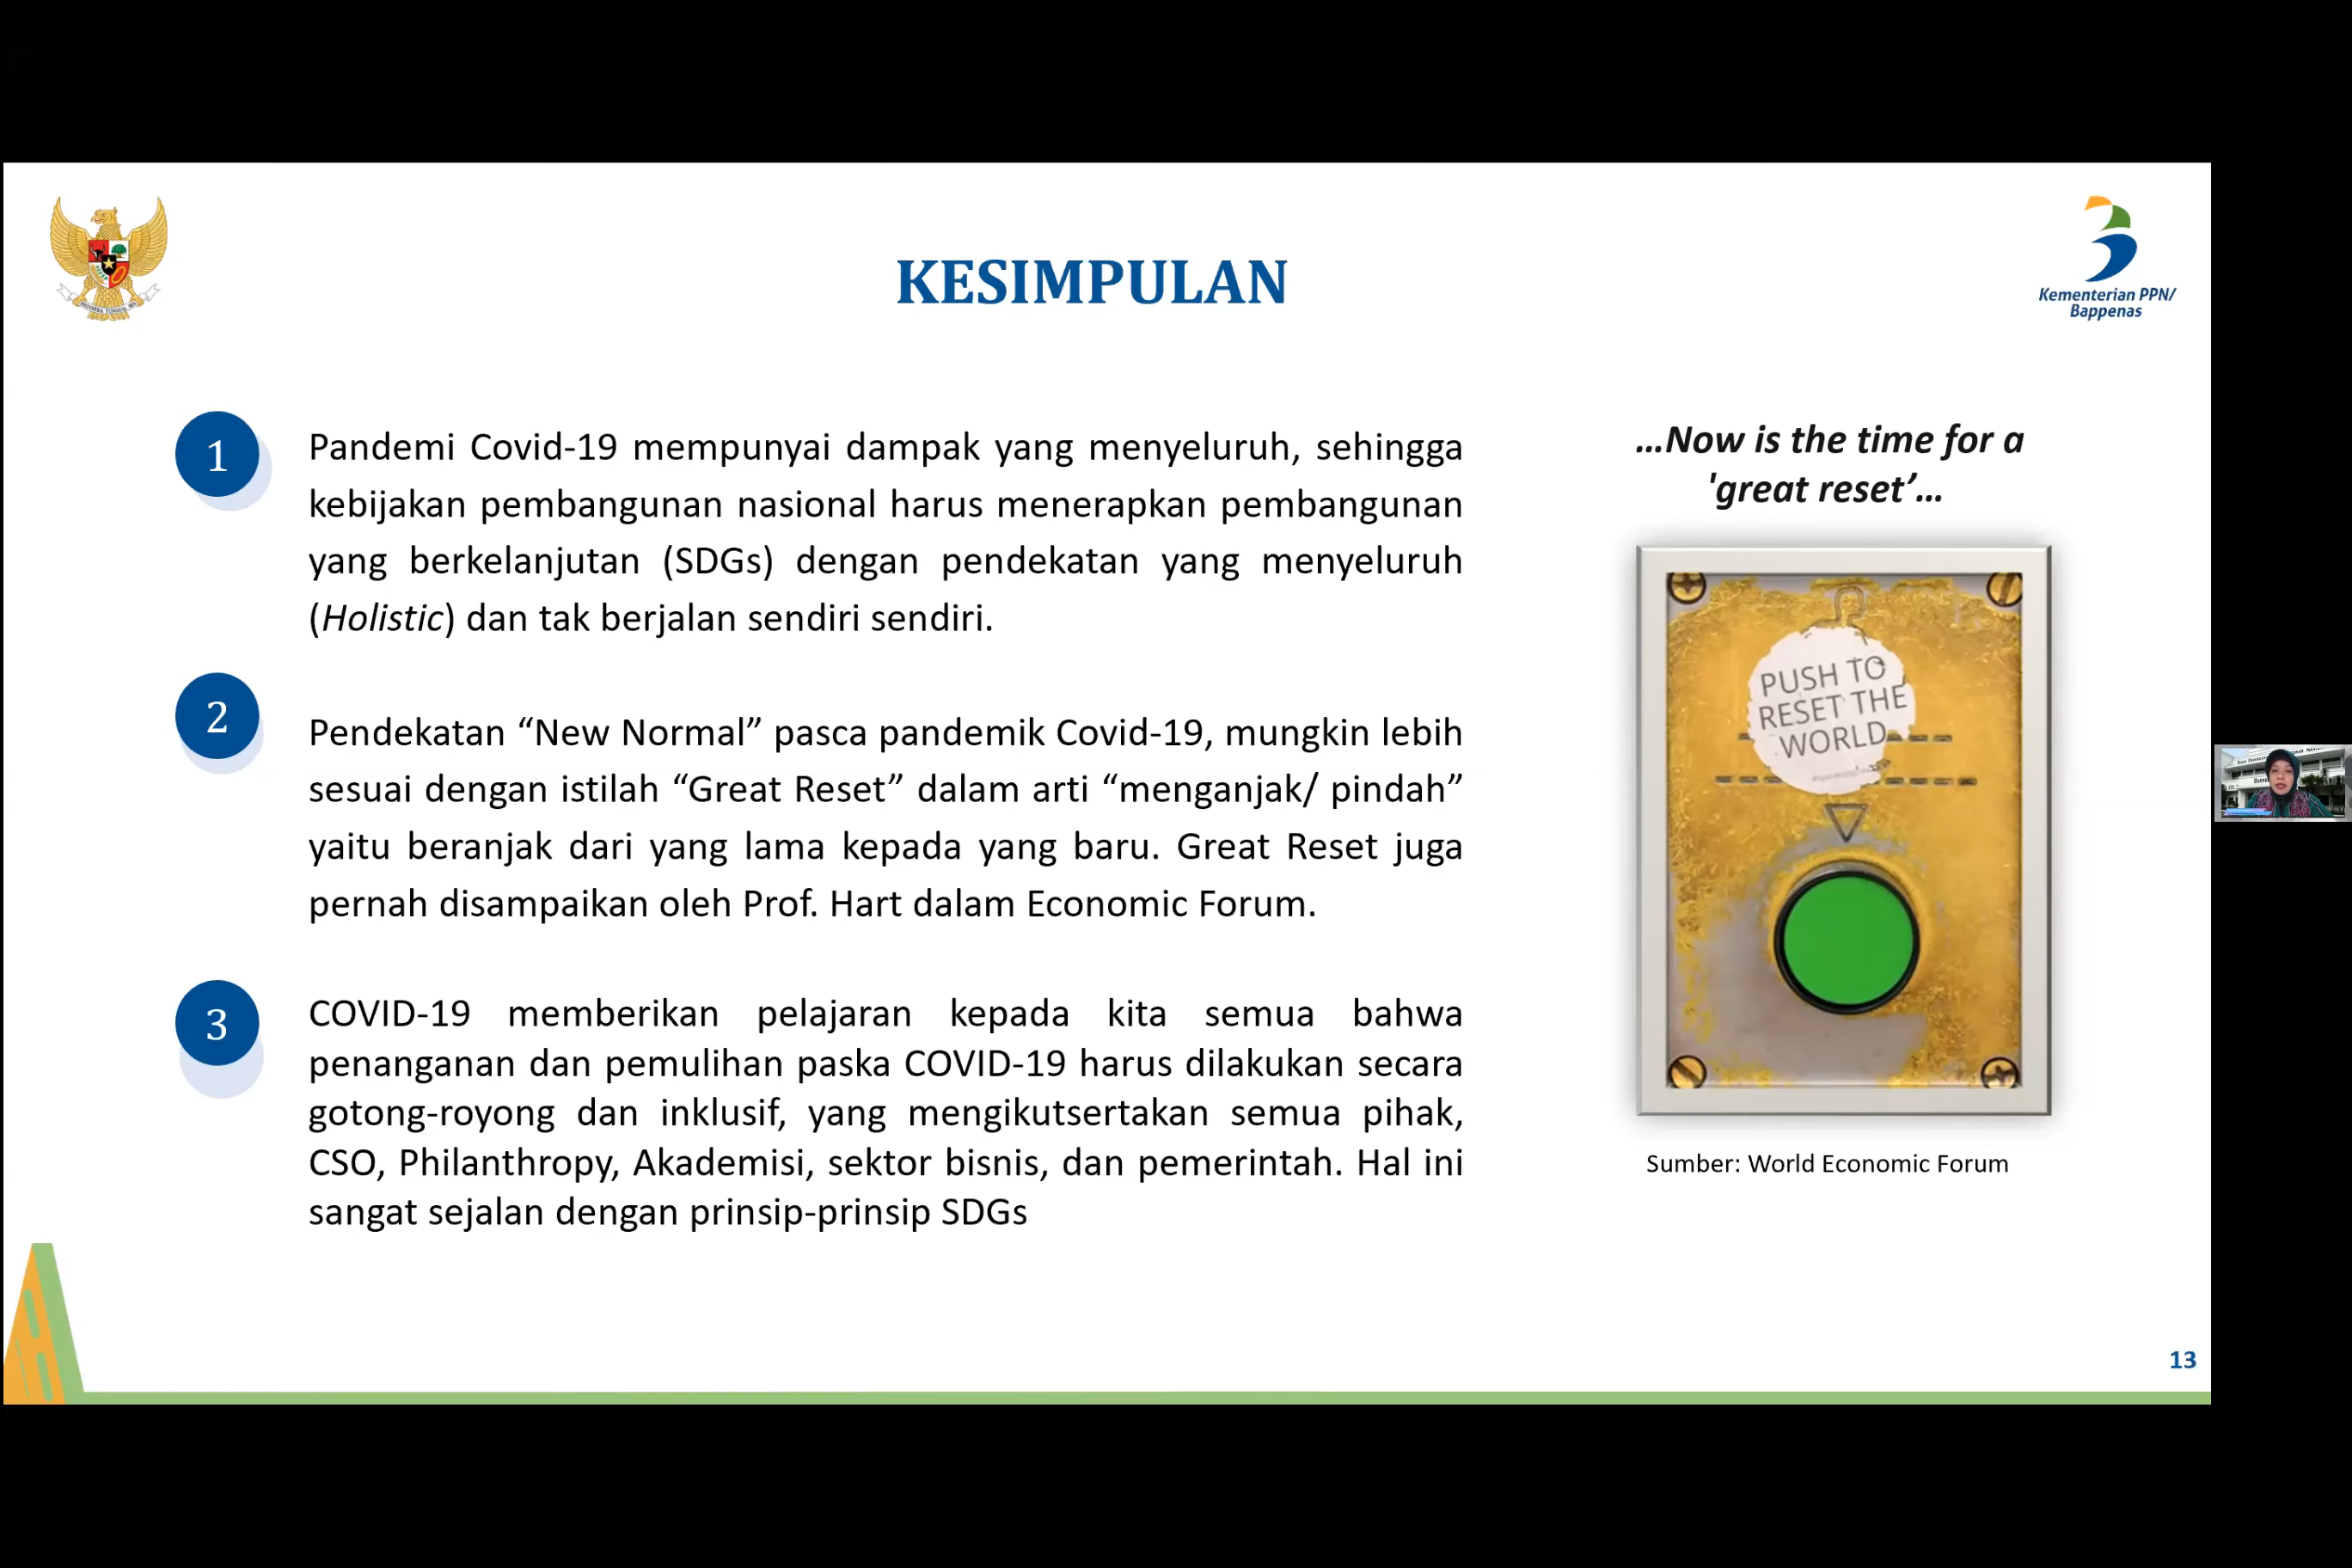 KESIMPULAN
Kementerian PPN/
Bappenas
1
Pandemi Covid-19 mempunyai dampak yang menyeluruh, sehingga
kebijakan pembangunan nasional harus menerapkan pembangunan
yang berkelanjutan (SDGs) dengan pendekatan yang menyeluruh
(Holistic) dan tak berjalan sendiri sendiri.
2
Pendekatan “New Normal” pasca pandemik Covid-19, mungkin lebih
sesuai dengan istilah “Great Reset” dalam arti “menganjak/ pindah”
yaitu beranjak dari yang lama kepada yang baru. Great Reset juga
pernah disampaikan oleh Prof. Hart dalam Economic Forum.
3
COVID-19 memberikan pelajaran kepada kita semua bahwa
penanganan dan pemulihan paska COVID-19 harus dilakukan secara
gotong-royong dan inklusif, yang mengikutsertakan semua pihak,
CSO, Philanthropy, Akademisi, sektor bisnis, dan pemerintah. Hal ini
sangat sejalan dengan prinsip-prinsip SDGs
...Now is the time for a
'great reset’...
PUSH TO
RESET THE
WORLD
Sumber: World Economic Forum
13